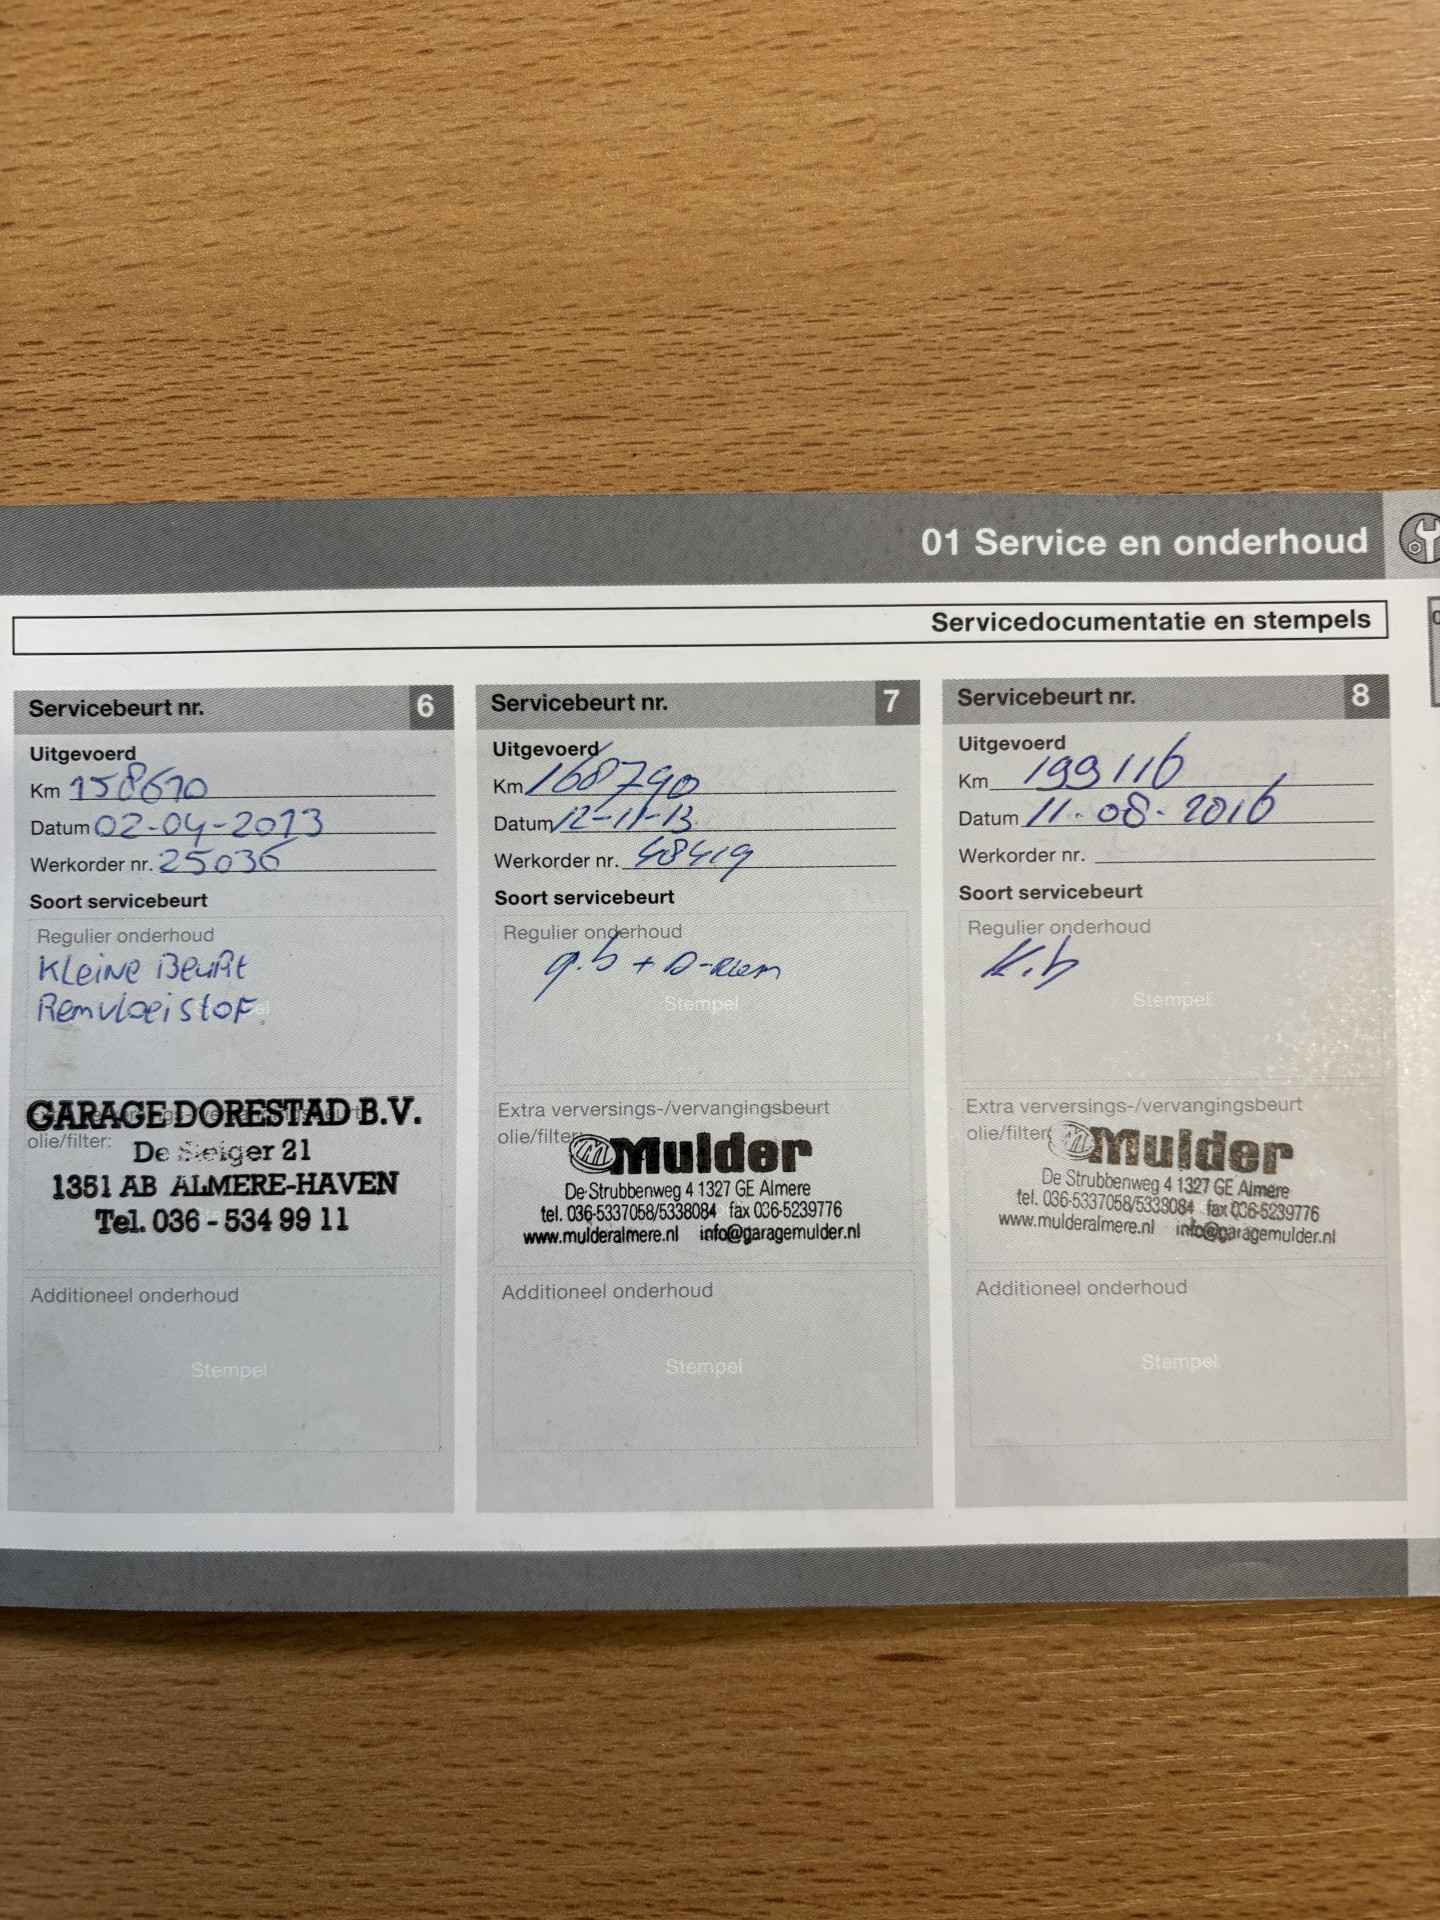 01 Service en onderhoud
Servicedocumentatie en stempels
Servicebeurt nr. 6
Uitgevoerd
Km 158610
Datum 02-04-2013
Werkorder nr. 25036
Soort servicebeurt
Regulier onderhoud
Kleine Beurt
Remvloeistof
GARAGE DORESTAD B.V.
olie/filter:
De Steiger 21
1351 AB ALMERE-HAVEN
Tel. 036 - 534 99 11
Additioneel onderhoud
Stempel
Servicebeurt nr. 7
Uitgevoerd
Km 168790
Datum 12-11-13
Werkorder nr. 48419
Soort servicebeurt
Regulier onderhoud
g.b + D-Riem
Stempel
Extra verversings-/vervangingsbeurt
olie/filter:
Mulder
De Strubbenweg 4 1327 GE Almere
tel. 036-5337058/5338084 fax 036-5239776
www.mulderalmere.nl info@garagemulder.nl
Additioneel onderhoud
Stempel
Servicebeurt nr. 8
Uitgevoerd
Km 199116
Datum 11-08-2016
Werkorder nr.
Soort servicebeurt
Regulier onderhoud
K.b
Stempel
Extra verversings-/vervangingsbeurt
olie/filter:
Mulder
De Strubbenweg 4 1327 GE Almere
tel. 036-5337058/5338084 fax 036-5239776
www.mulderalmere.nl info@garagemulder.nl
Additioneel onderhoud
Stempel